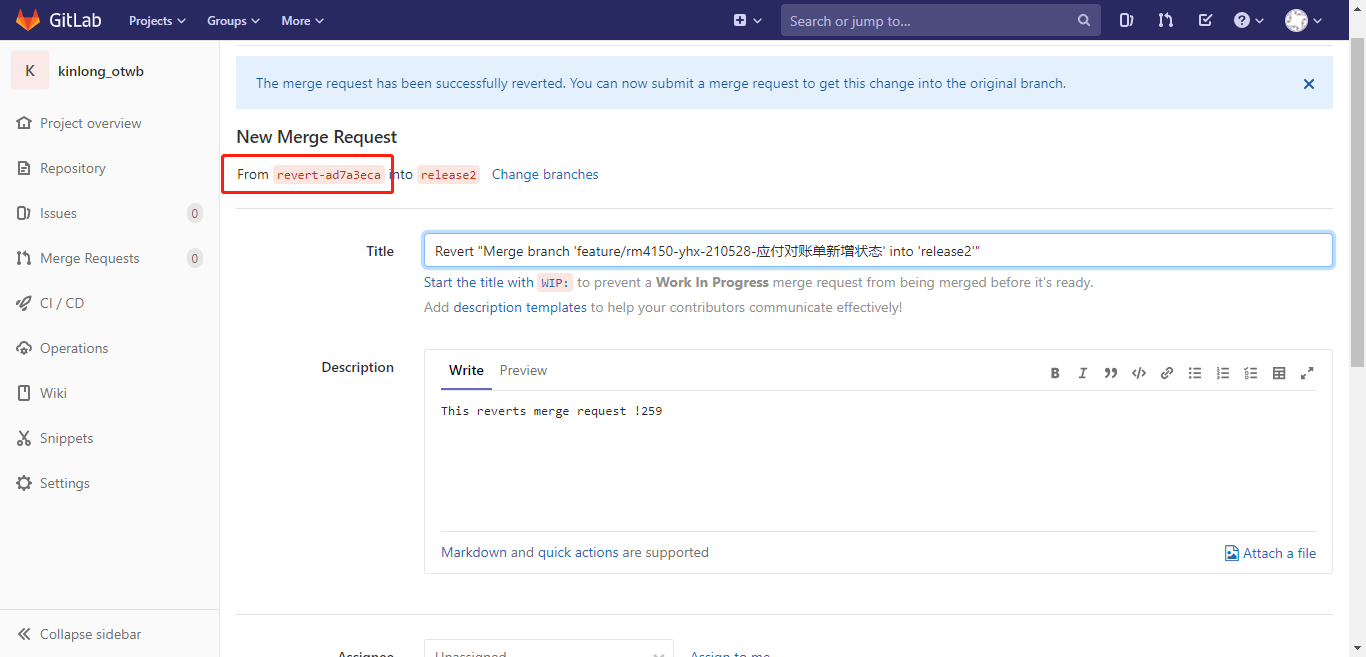 GitLab Projects Groups More Search or jump to...
K kinlong_otwb
Project overview
Repository
Issues 0
Merge Requests 0
CI / CD
Operations
Wiki
Snippets
Settings
Collapse sidebar
The merge request has been successfully reverted. You can now submit a merge request to get this change into the original branch.
New Merge Request
From revert-ad7a3eca into release2 Change branches
Title
Revert "Merge branch 'feature/rm4150-yhx-210528-应付对账单新增状态' into 'release2'"
Start the title with WIP: to prevent a Work In Progress merge request from being merged before it's ready.
Add description templates to help your contributors communicate effectively!
Description
Write Preview
This reverts merge request !259
Markdown and quick actions are supported
Attach a file
Assignee Unassigned Assign to me